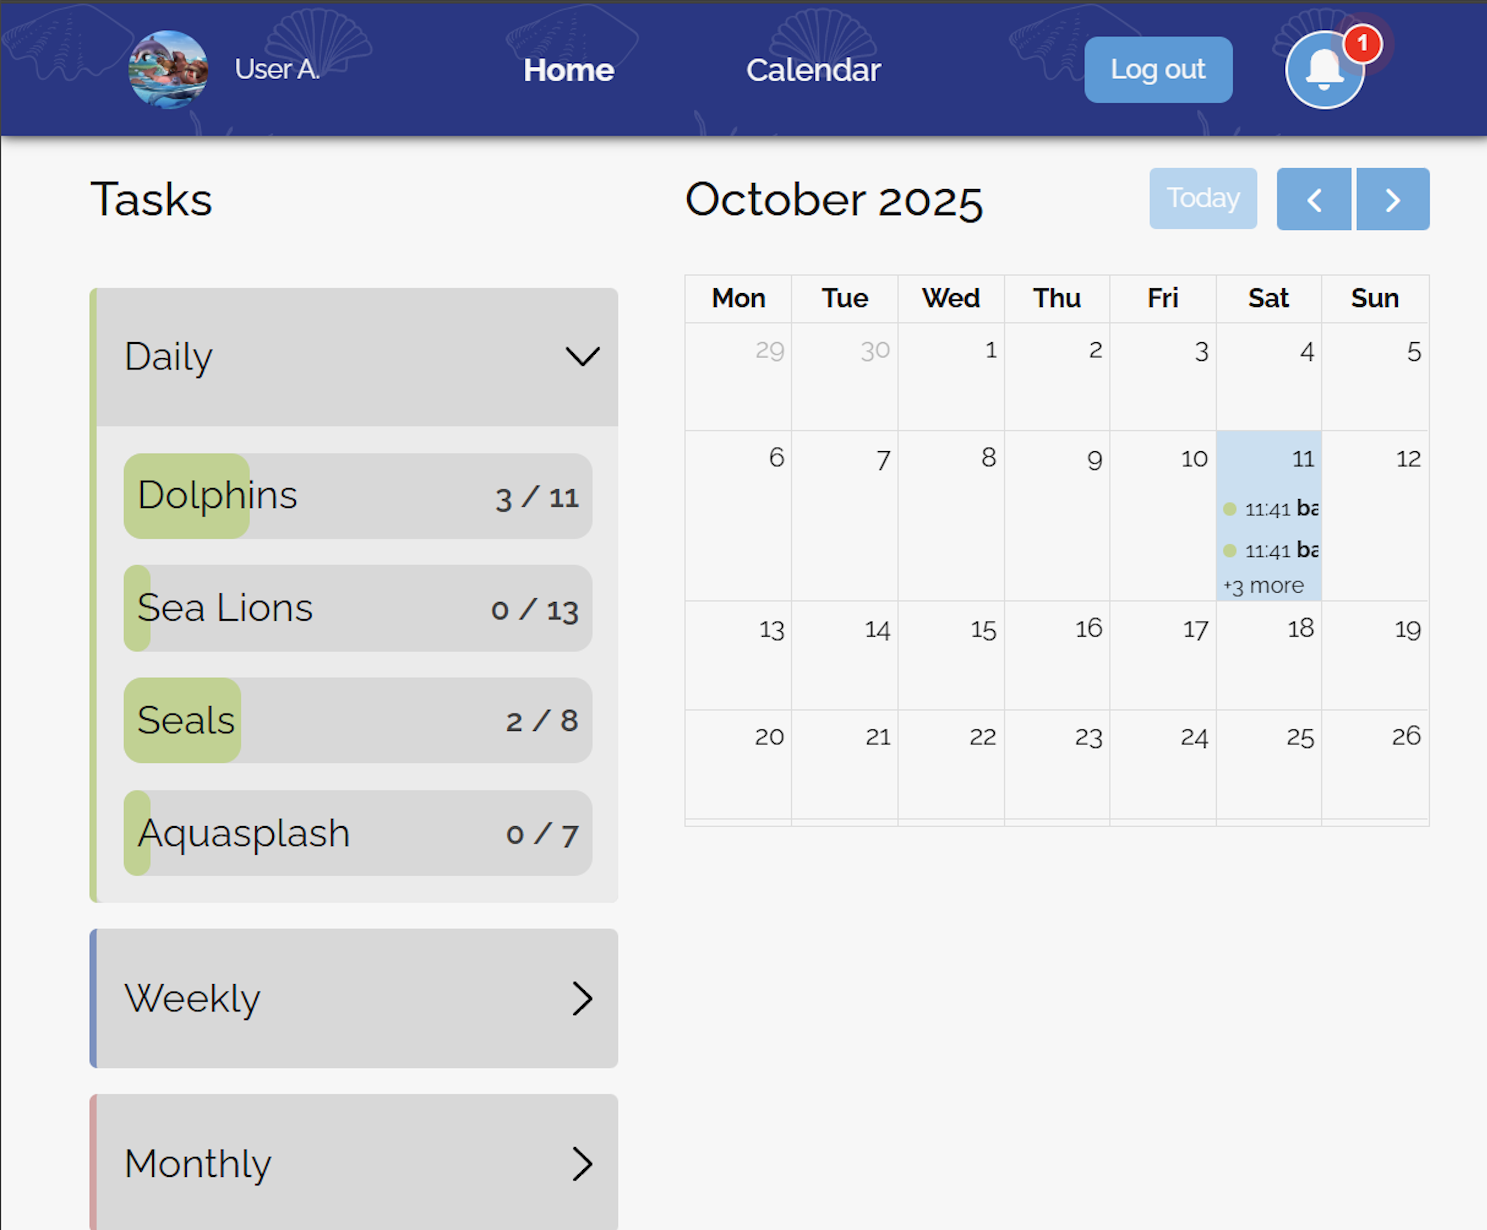 User A.
Home
Calendar
Log out
1
Tasks
Daily
Dolphins 3 / 11
Sea Lions 0 / 13
Seals 2 / 8
Aquasplash 0 / 7
Weekly
Monthly
October 2025
Today
Mon Tue Wed Thu Fri Sat Sun
29 30 1 2 3 4 5
6 7 8 9 10 11 12
11:41 ba
11:41 ba
+3 more
13 14 15 16 17 18 19
20 21 22 23 24 25 26